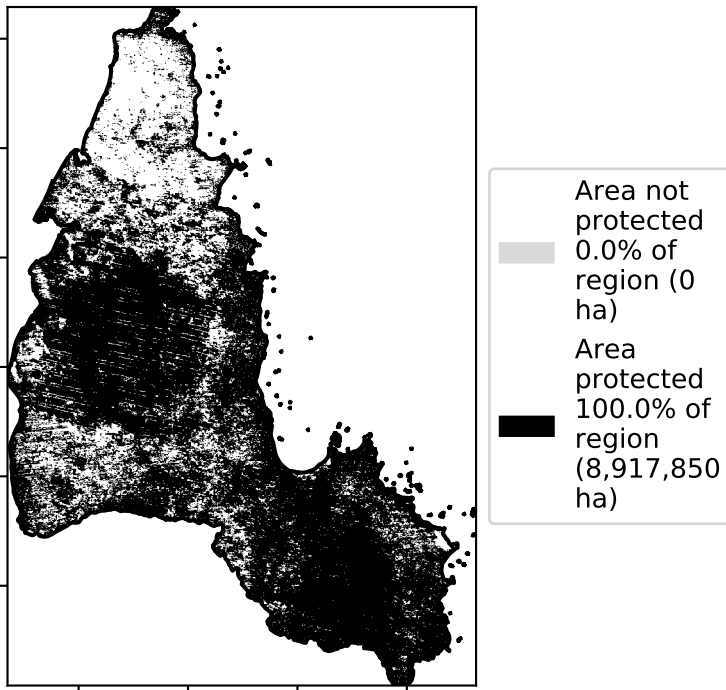 Area not
protected
0.0% of
region (0
ha)
Area
protected
100.0% of
region
(8,917,850
ha)